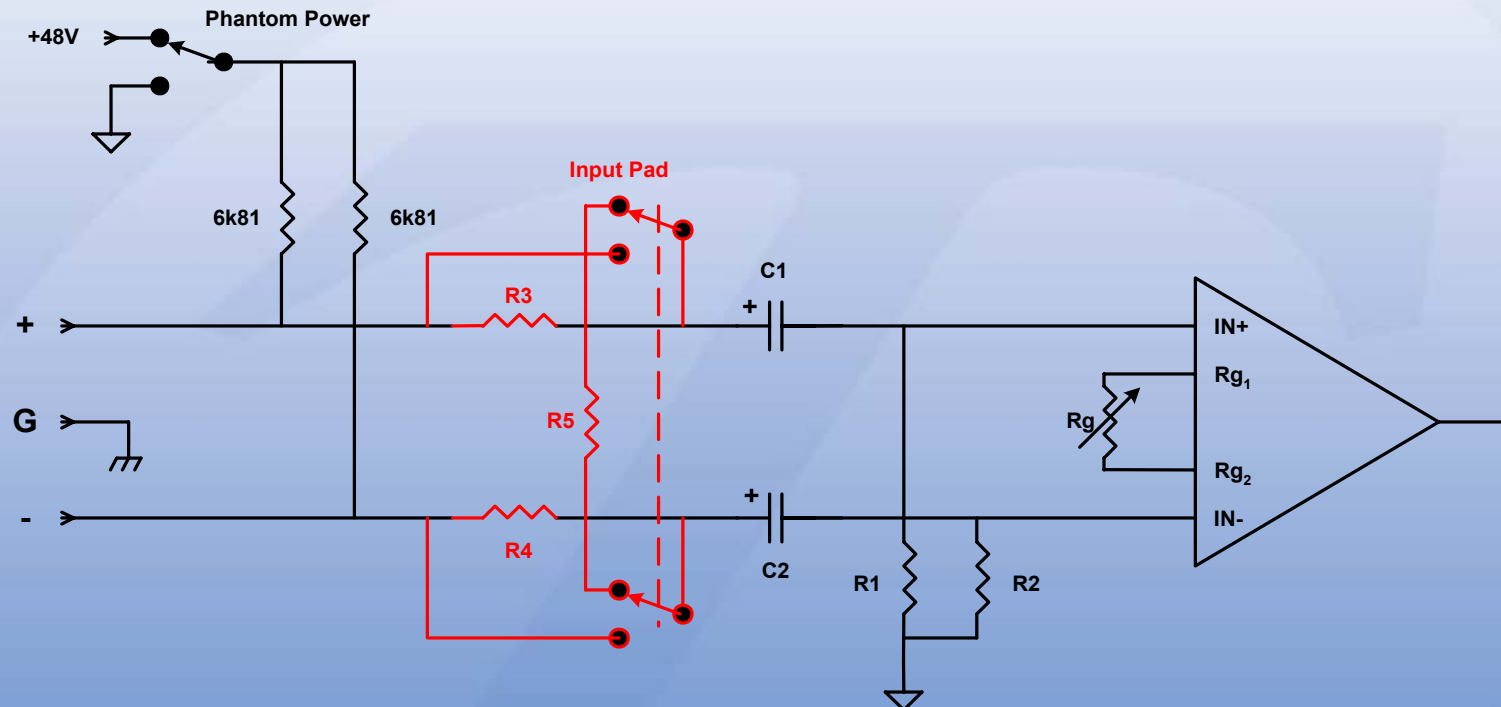 Phantom Power
+48V
6k81
6k81
Input Pad
R3
C1
+
+
IN+
Rg1
Rg
Rg2
IN-
G
R5
+
-
R4
C2
R1
R2